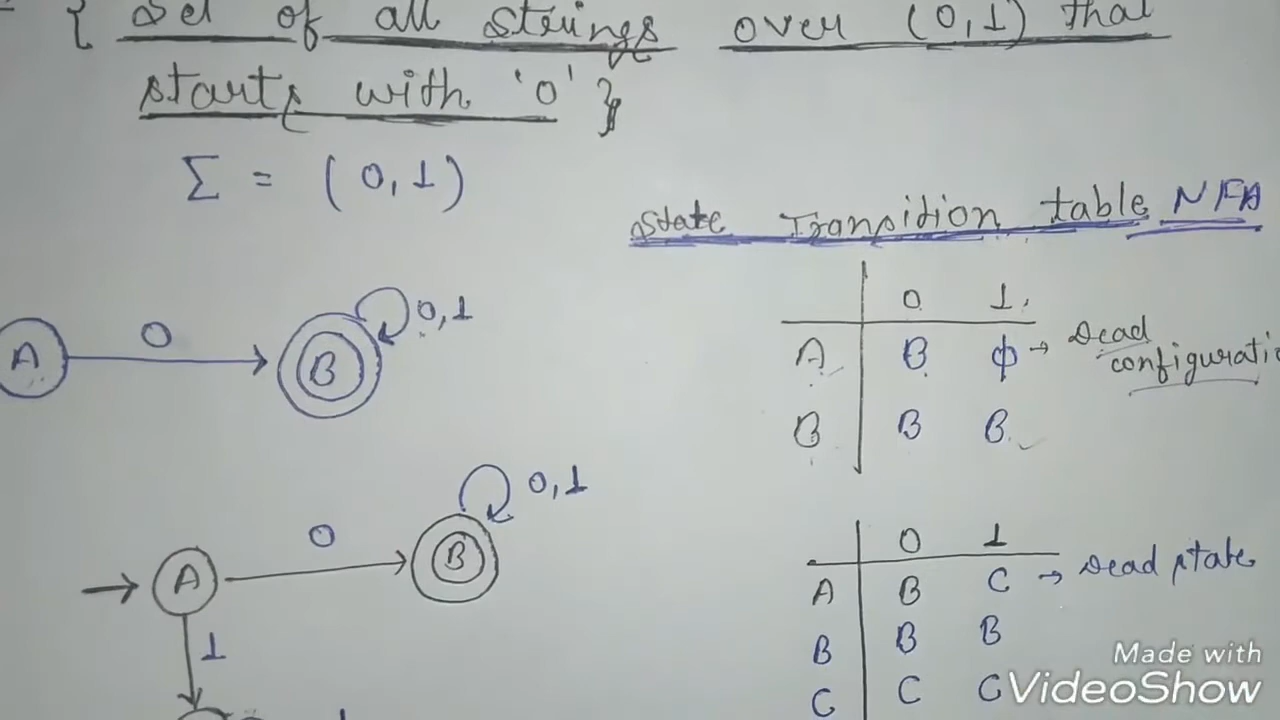 { Set of all strings over (0,1) that
starts with '0' }
Σ = (0,1)
State Transition table NFA
0 1
A B ϕ → Dead configurati
B B B
A 0 B 0,1
0 1
A B C → Dead state
B B B
C C C
A 0 B 0,1
1
Made with
VideoShow